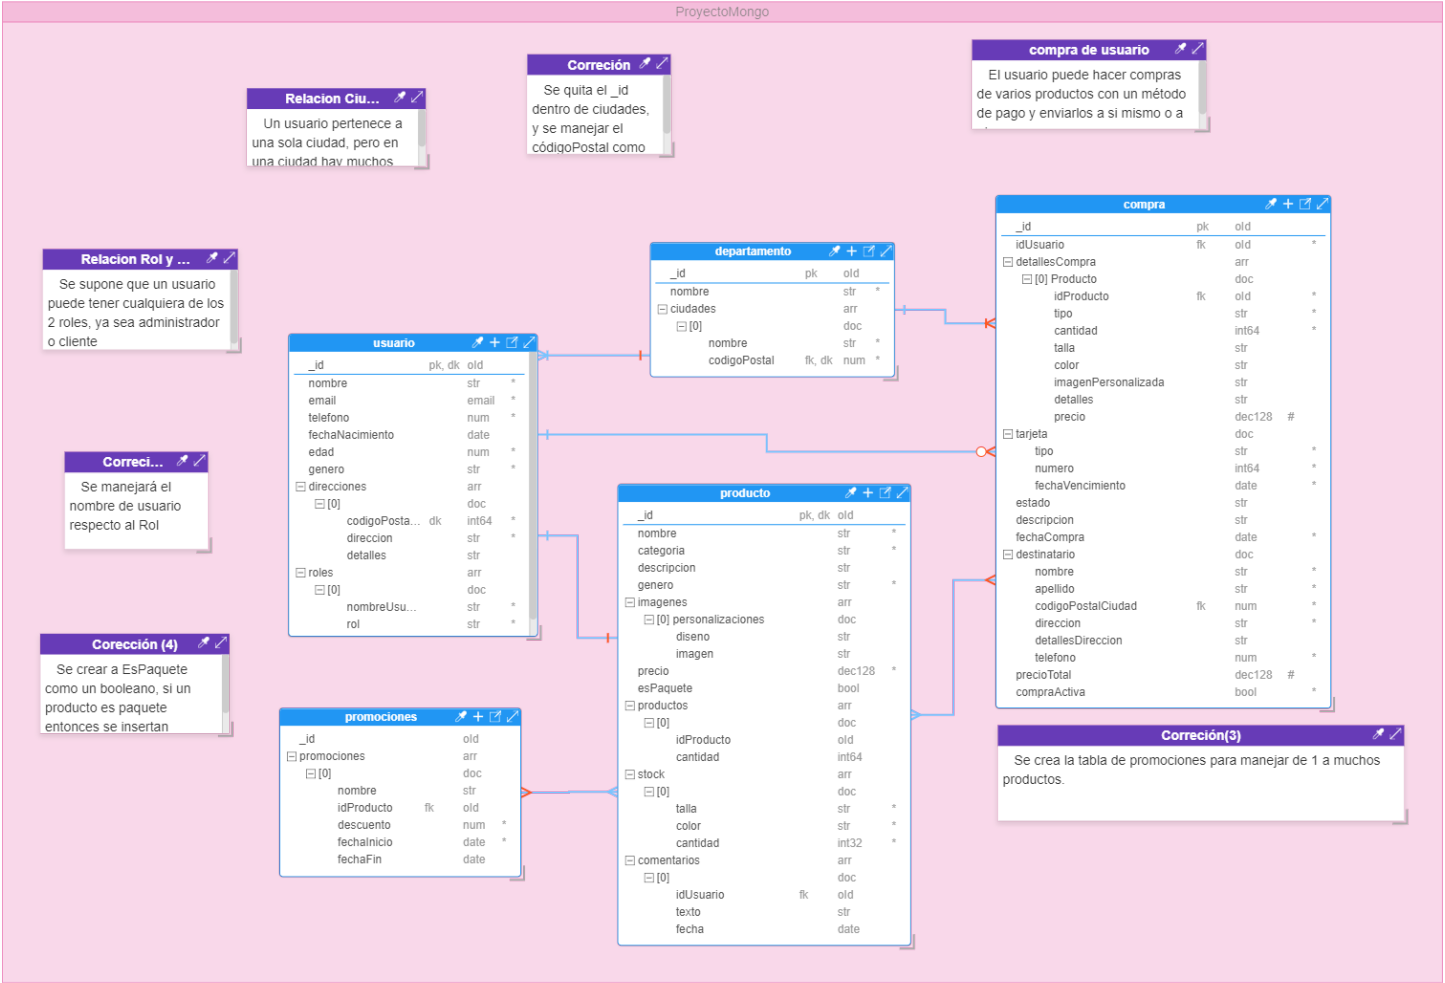 ProyectoMongo
compra de usuario
El usuario puede hacer compras
de varios productos con un método
de pago y enviarlos a si mismo o a
Correción
Se quita el _id
dentro de ciudades,
y se manejar el
códigoPostal como
Relacion Ciu...
Un usuario pertenece a
una sola ciudad, pero en
una ciudad hay muchos
Relacion Rol y ...
Se supone que un usuario
puede tener cualquiera de los
2 roles, ya sea administrador
o cliente
Correci...
Se manejará el
nombre de usuario
respecto al Rol
Corección (4)
Se crear a EsPaquete
como un booleano, si un
producto es paquete
entonces se insertan
usuario
_id pk, dk oId
nombre str *
email email *
telefono num *
fechaNacimiento date
edad num *
genero str *
direcciones arr
[0] doc
codigoPosta... dk int64 *
direccion str *
detalles str
roles arr
[0] doc
nombreUsu... str *
rol str *
departamento
_id pk oId
nombre str *
ciudades arr
[0] doc
nombre str *
codigoPostal fk, dk num *
promociones
_id oId
promociones arr
[0] doc
nombre str
idProducto fk oId
descuento num *
fechaInicio date *
fechaFin date
producto
_id pk, dk oId
nombre str *
categoria str *
descripcion str
genero str *
imagenes arr
[0] personalizaciones doc
diseno str
imagen str
precio dec128 *
esPaquete bool
productos arr
[0] doc
idProducto oId
cantidad int64
stock arr
[0] doc
talla str *
color str *
cantidad int32 *
comentarios arr
[0] doc
idUsuario fk oId
texto str
fecha date
compra
_id pk oId
idUsuario fk oId *
detallesCompra arr
[0] Producto doc
idProducto fk oId *
tipo str *
cantidad int64 *
talla str
color str
imagenPersonalizada str
detalles str
precio dec128 #
tarjeta doc
tipo str *
numero int64 *
fechaVencimiento date *
estado str
descripcion str
fechaCompra date *
destinatario doc
nombre str *
apellido str *
codigoPostalCiudad fk num *
direccion str *
detallesDireccion str
telefono num *
precioTotal dec128 #
compraActiva bool *
Correción(3)
Se crea la tabla de promociones para manejar de 1 a muchos
productos.